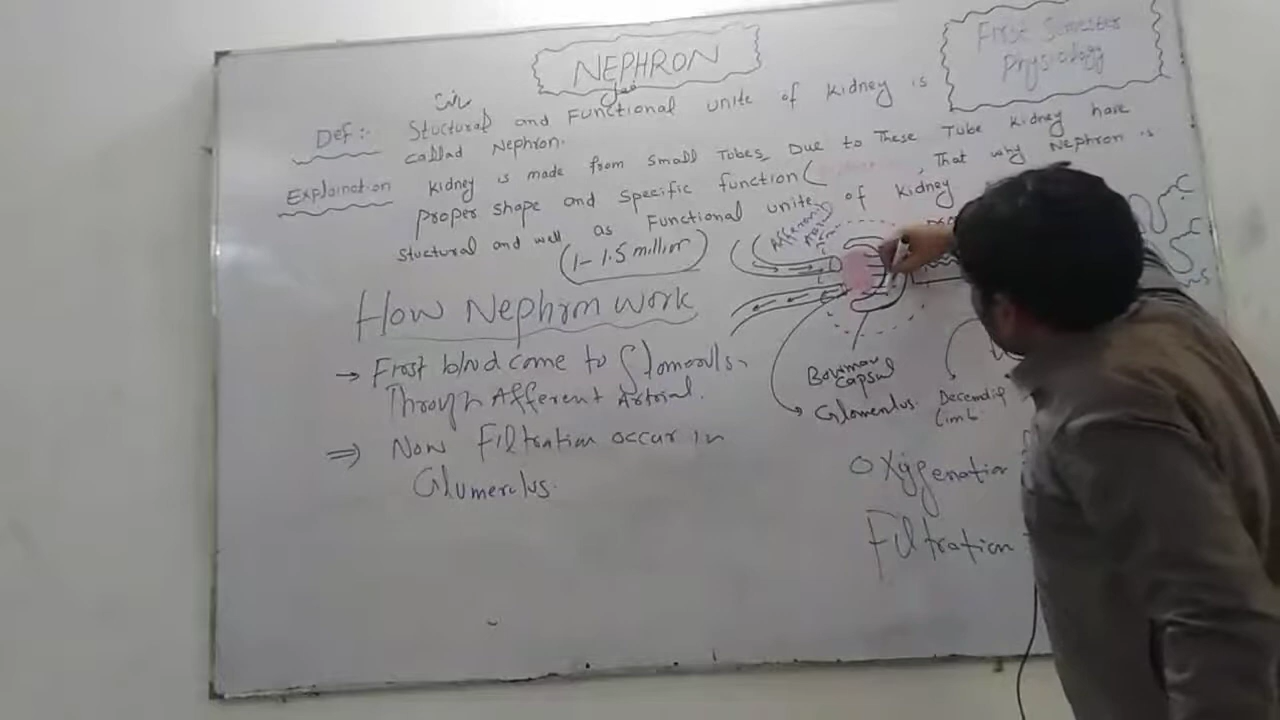 NEPHRON
First Semester
Physiology
Def:- Stuctural and Functional unite of kidney is
callad Nephron.
Explaination kidney is made from small Tubes Due to These Tube kidney have
proper shape and specific function ( That why Nephron is
stuctural and well as Functional unite of kidney
(1-1.5 million)
Afferent
How Nephron work
→ First blood come to Glomeruls
Through Afferent Artrial.
⇒ Now Filtration occur in
Glumerulus.
Bowman
Capsul
Glomerulus.
Decending
Limb
Oxygenation
Filtration